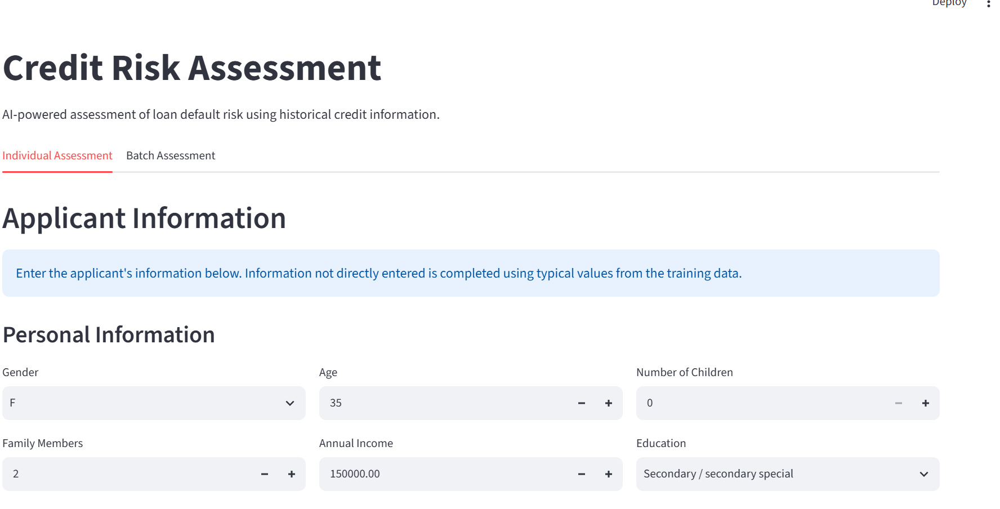 Deploy
Credit Risk Assessment
AI-powered assessment of loan default risk using historical credit information.
Individual Assessment Batch Assessment
Applicant Information
Enter the applicant's information below. Information not directly entered is completed using typical values from the training data.
Personal Information
Gender Age Number of Children
F 35 0
Family Members Annual Income Education
2 150000.00 Secondary / secondary special